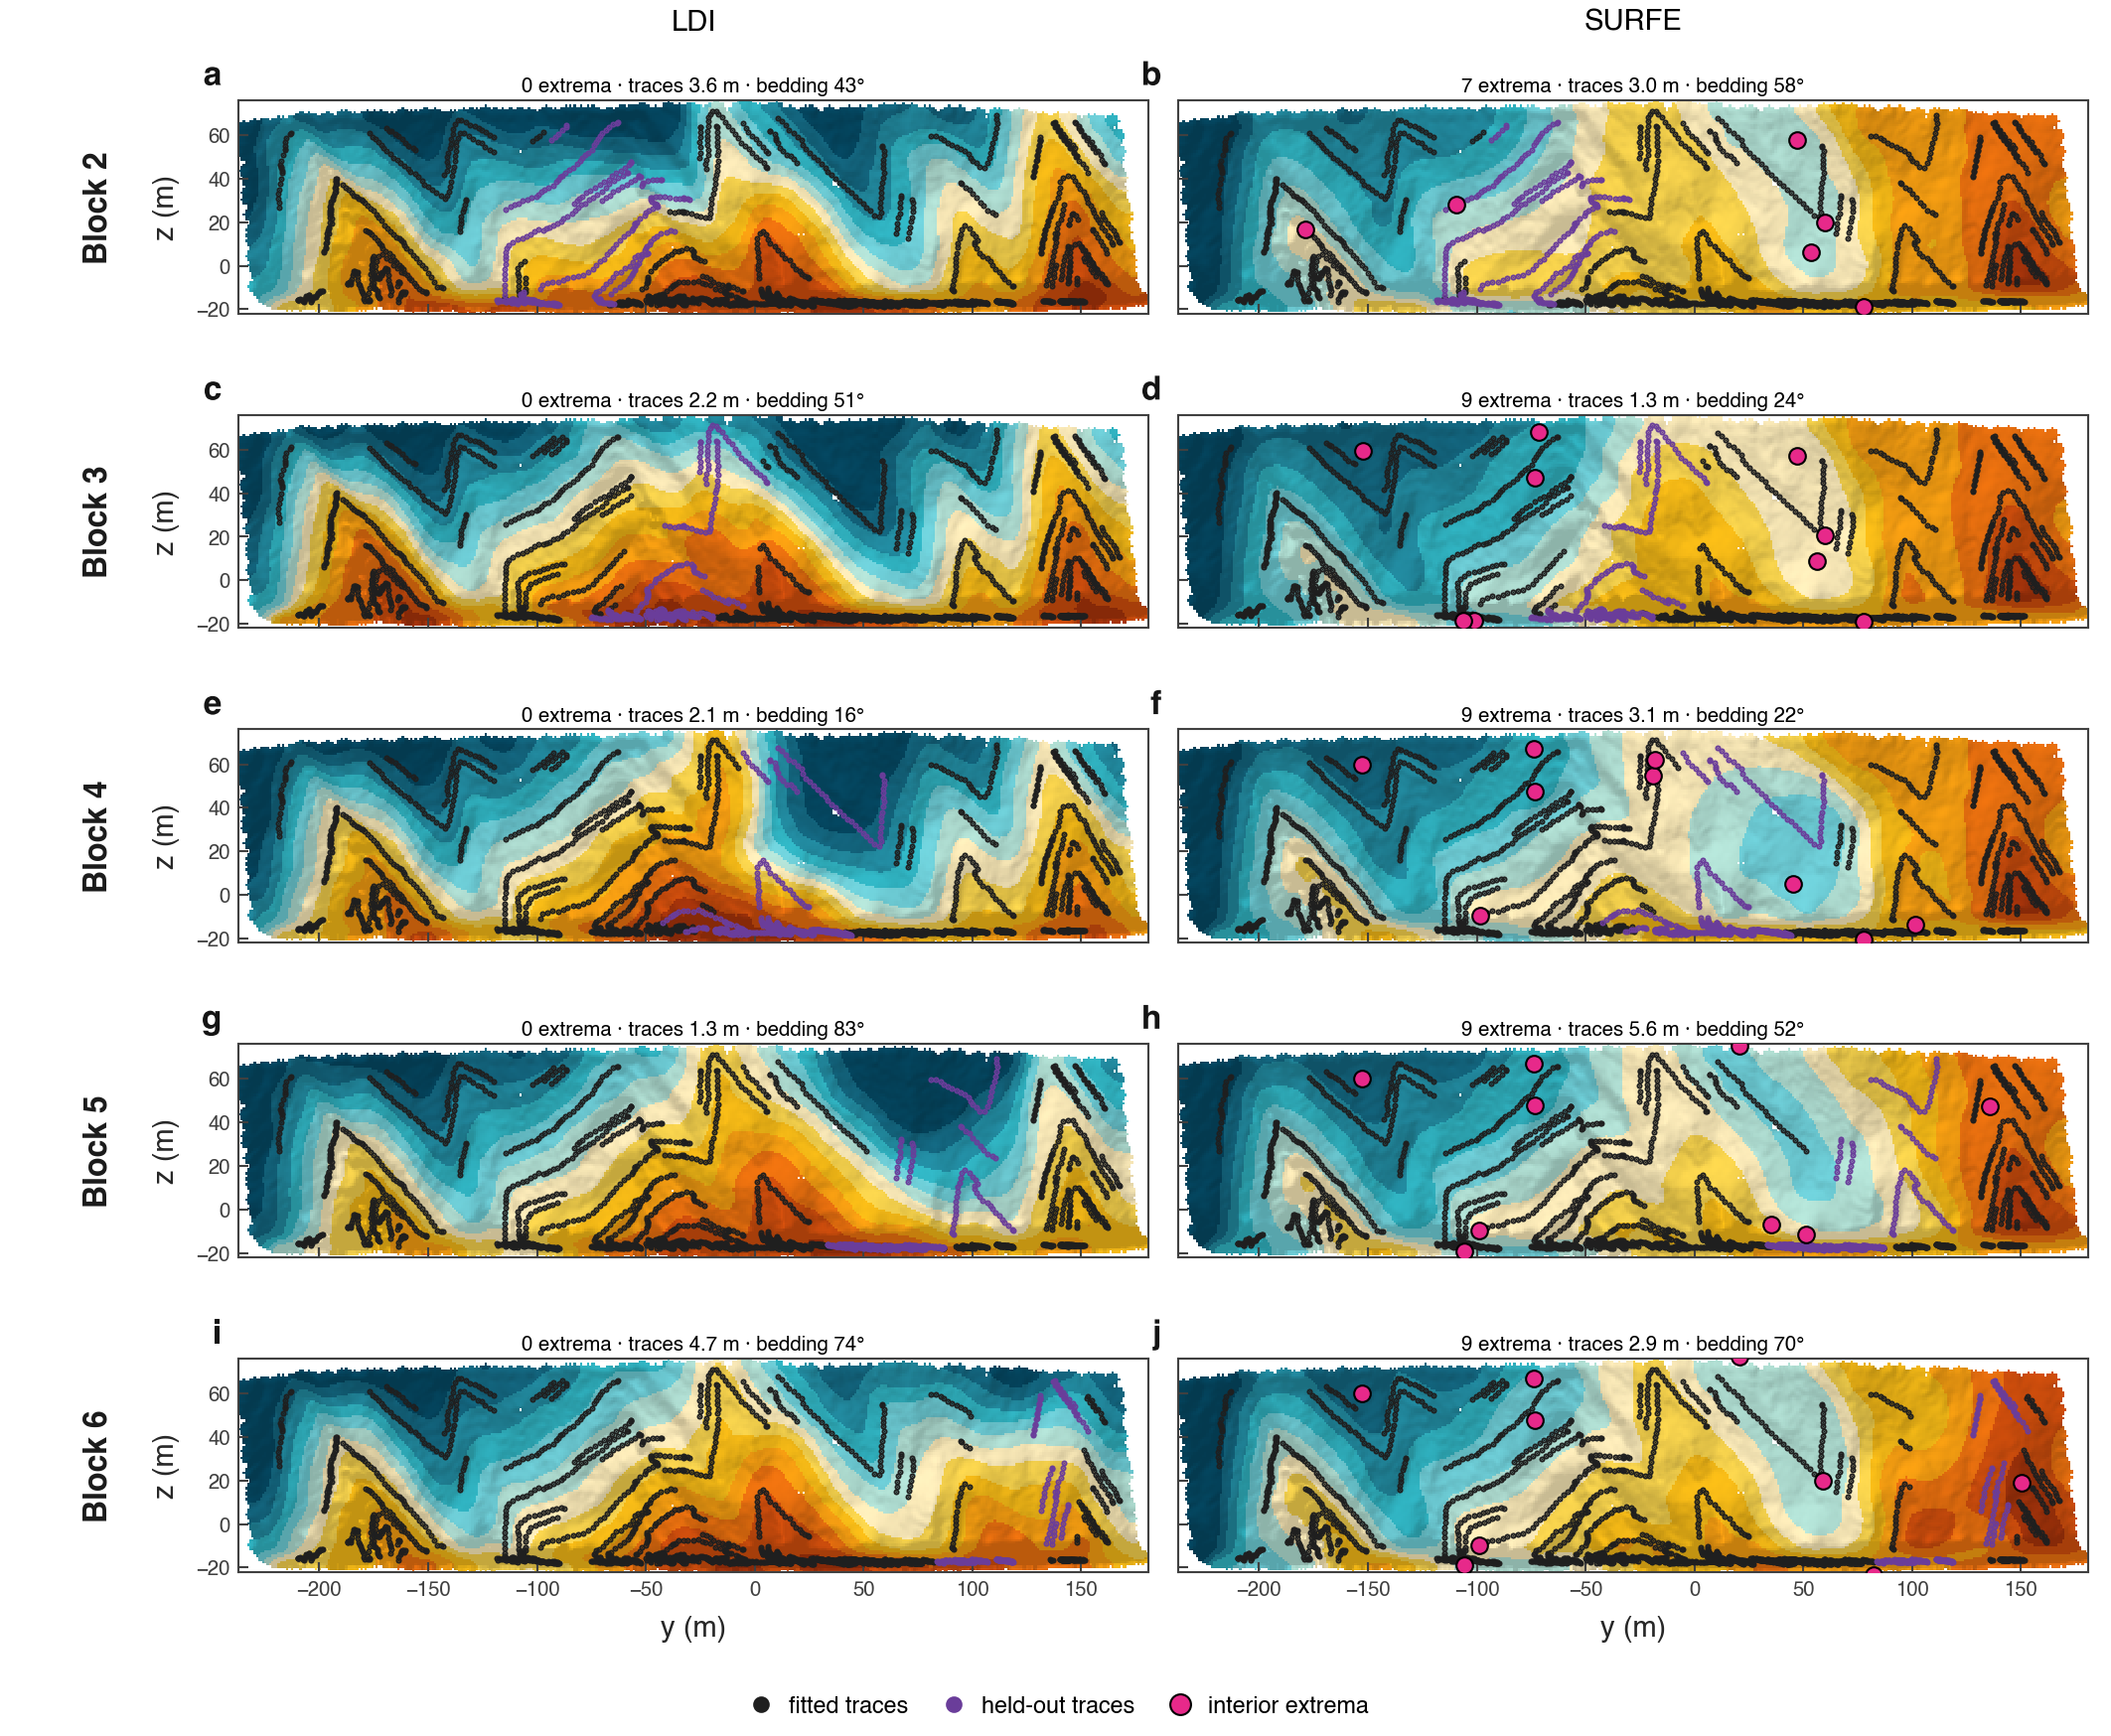 LDI
SURFE
a
0 extrema · traces 3.6 m · bedding 43°
b
7 extrema · traces 3.0 m · bedding 58°
Block 2
z (m)
60
40
20
0
−20
c
0 extrema · traces 2.2 m · bedding 51°
d
9 extrema · traces 1.3 m · bedding 24°
Block 3
z (m)
60
40
20
0
−20
e
0 extrema · traces 2.1 m · bedding 16°
f
9 extrema · traces 3.1 m · bedding 22°
Block 4
z (m)
60
40
20
0
−20
g
0 extrema · traces 1.3 m · bedding 83°
h
9 extrema · traces 5.6 m · bedding 52°
Block 5
z (m)
60
40
20
0
−20
i
0 extrema · traces 4.7 m · bedding 74°
j
9 extrema · traces 2.9 m · bedding 70°
Block 6
z (m)
60
40
20
0
−20
−200 −150 −100 −50 0 50 100 150
−200 −150 −100 −50 0 50 100 150
y (m)
y (m)
fitted traces
held-out traces
interior extrema